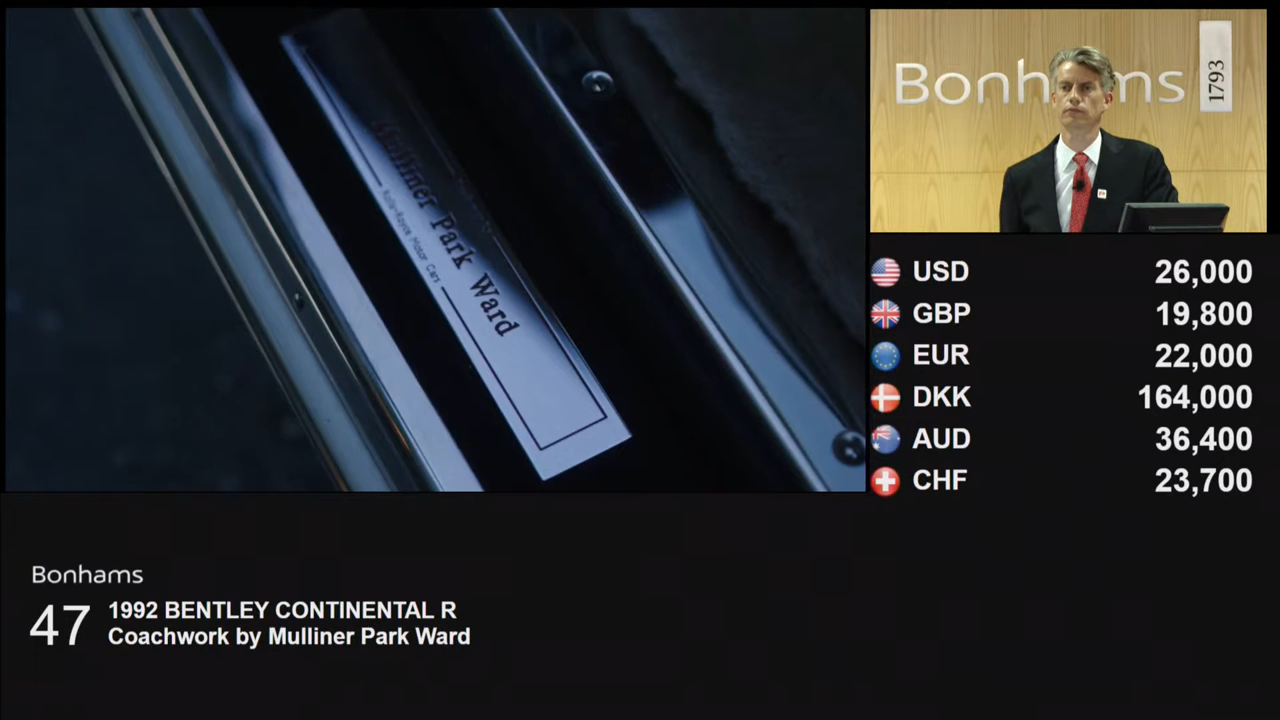 Mulliner Park Ward
Rolls-Royce Motor Cars
Bonhams
1793
USD 26,000
GBP 19,800
EUR 22,000
DKK 164,000
AUD 36,400
CHF 23,700
Bonhams
47
1992 BENTLEY CONTINENTAL R
Coachwork by Mulliner Park Ward